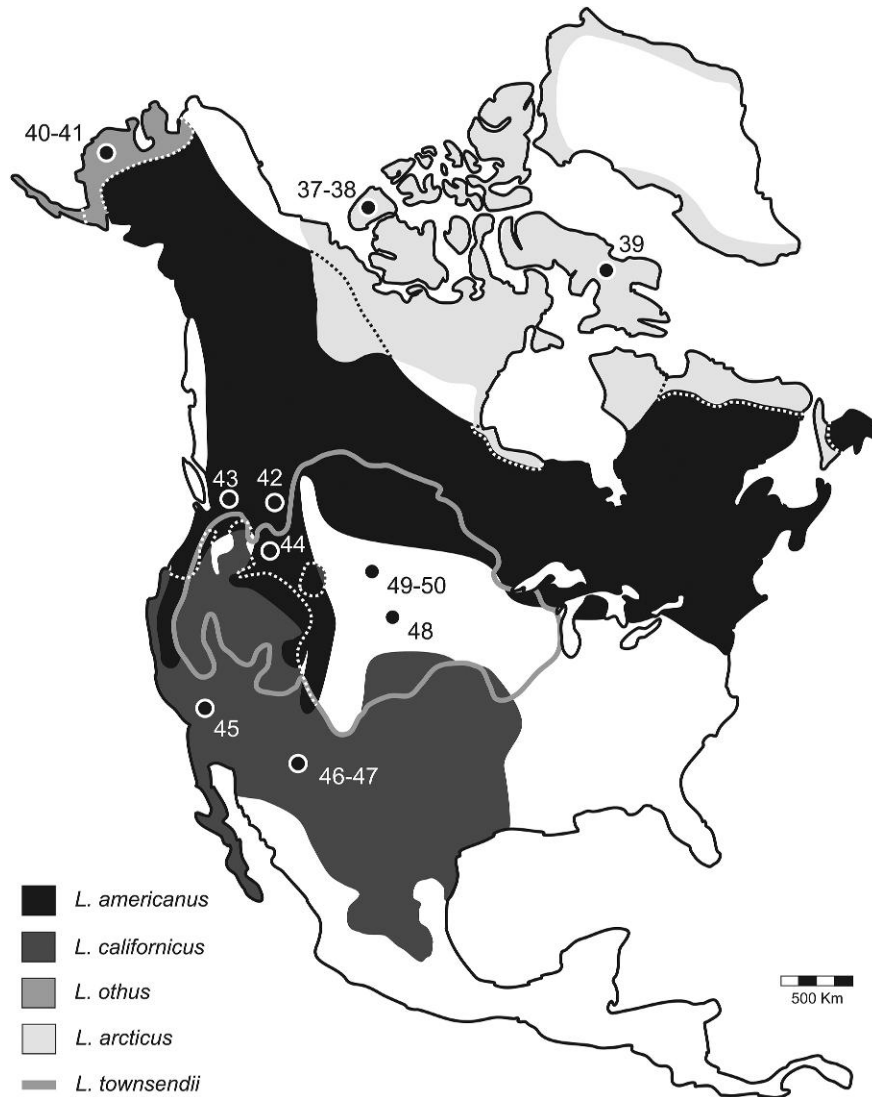 40-41
37-38
39
43
42
44
49-50
48
45
46-47
L. americanus
L. californicus
L. othus
L. arcticus
L. townsendii
500 Km